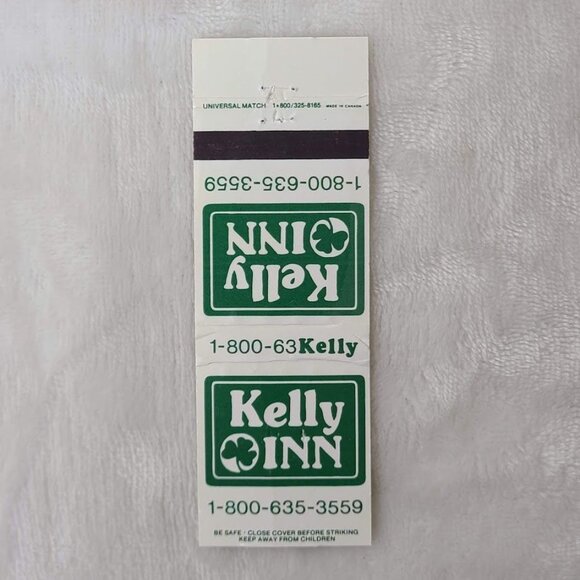 UNIVERSAL MATCH 1+800/325-8165 MADE IN CANADA
1-800-635-3559
Kelly
INN
1-800-63Kelly
Kelly
INN
1-800-635-3559
BE SAFE · CLOSE COVER BEFORE STRIKING
KEEP AWAY FROM CHILDREN